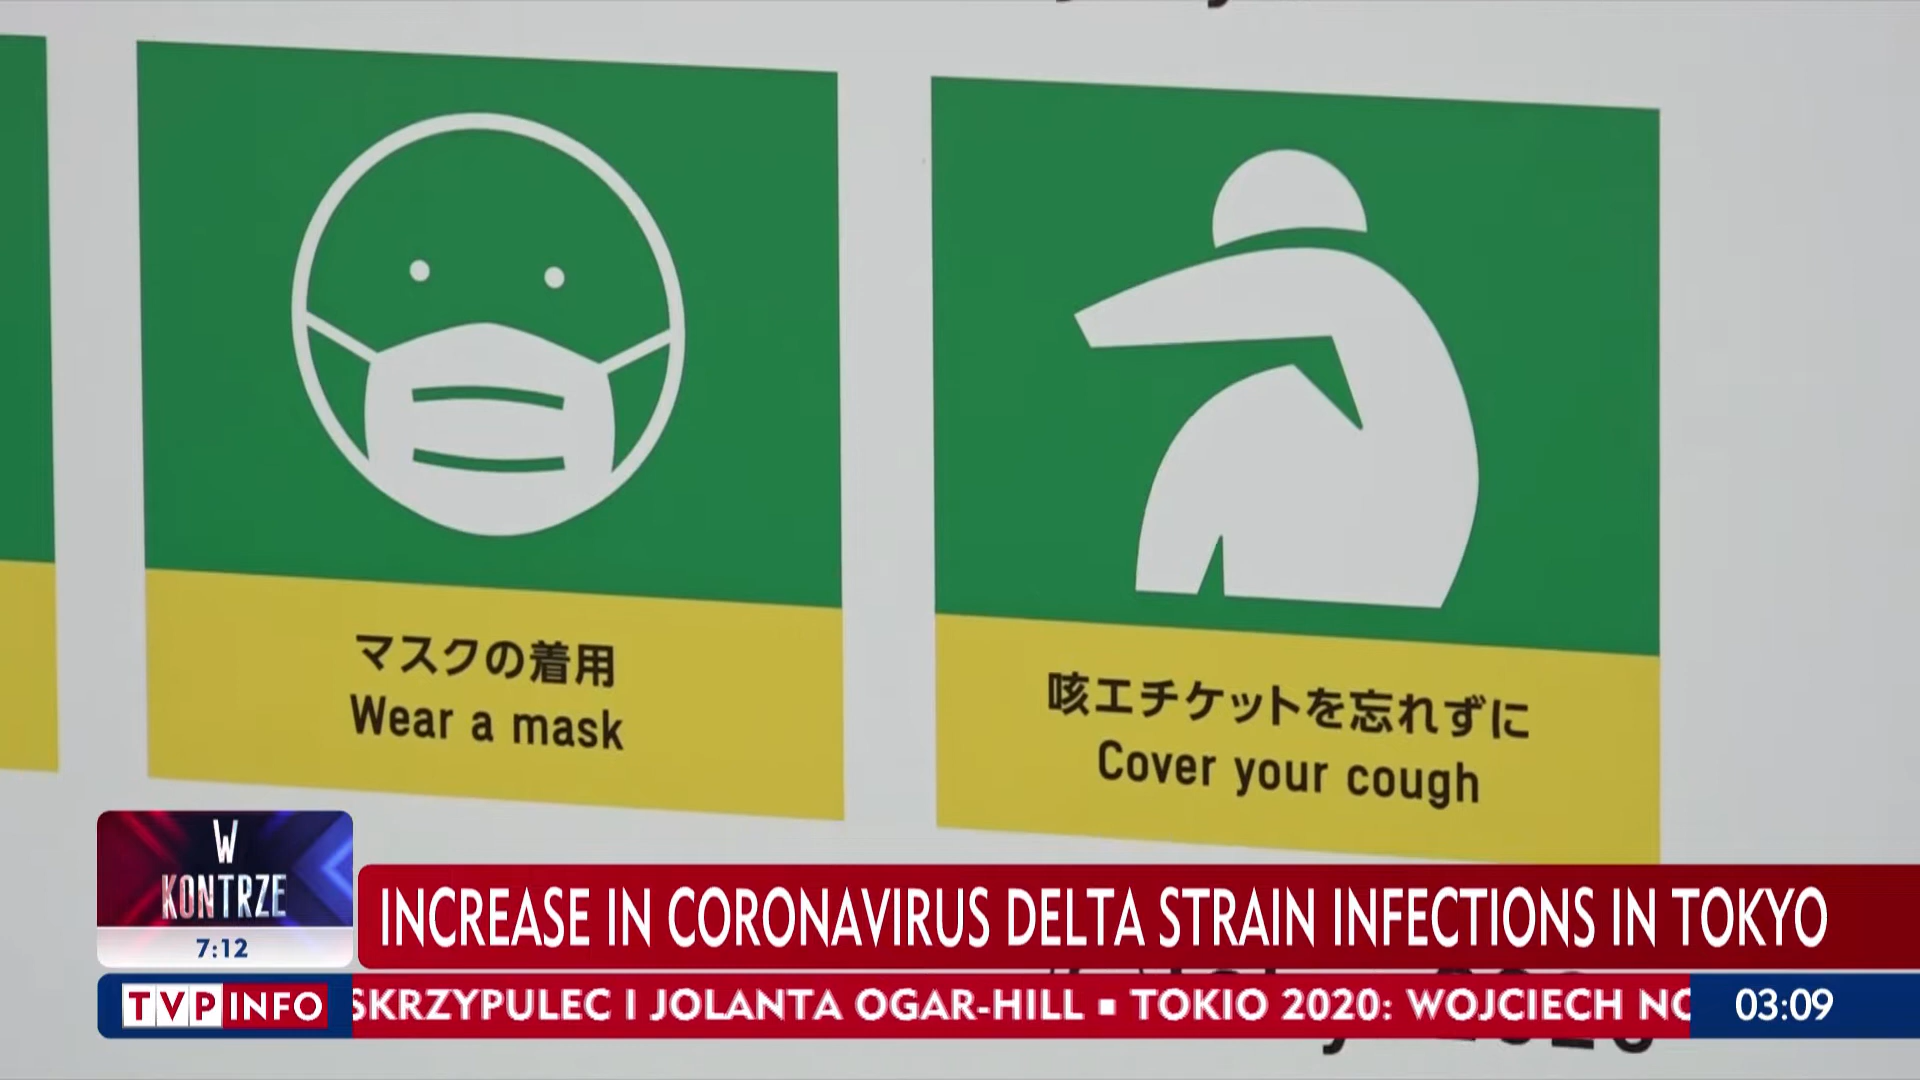 マスクの着用
Wear a mask
咳エチケットを忘れずに
Cover your cough
W
KONTRZE
7:12
INCREASE IN CORONAVIRUS DELTA STRAIN INFECTIONS IN TOKYO
TVP INFO
SKRZYPULEC I JOLANTA OGAR-HILL ▪ TOKIO 2020: WOJCIECH NO
03:09